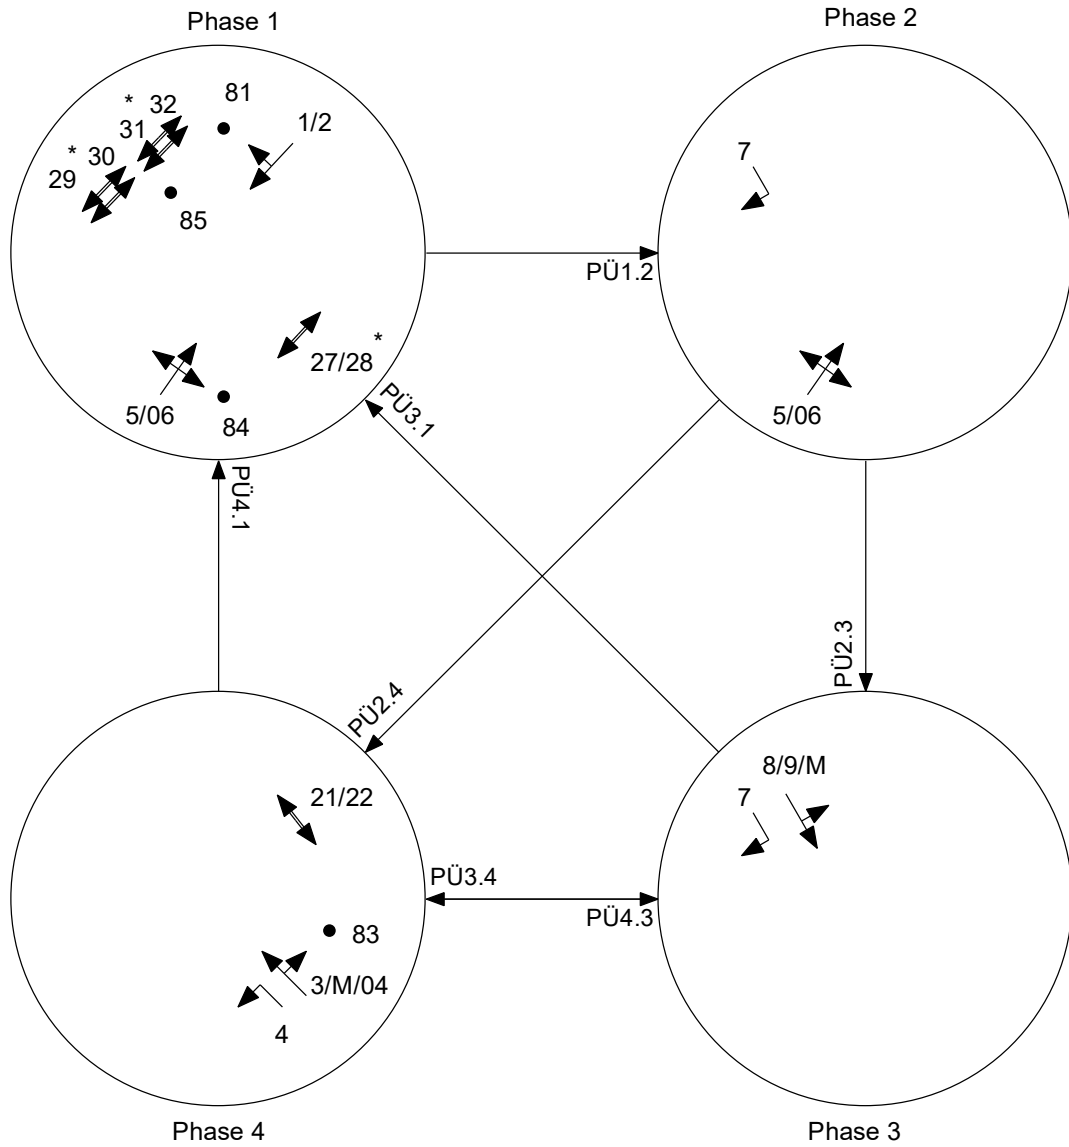 Phase 1
Phase 2
* 32
81
31
1/2
* 30
29
85
7
PÜ1.2
27/28 *
5/06
84
5/06
PÜ3.1
PÜ4.1
PÜ2.3
PÜ2.4
21/22
8/9/M
7
PÜ3.4
PÜ4.3
83
3/M/04
4
Phase 4
Phase 3